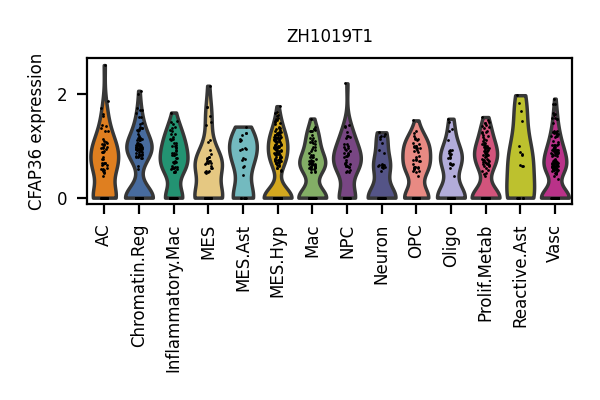 ZH1019T1
CFAP36 expression
2
0
AC
Chromatin.Reg
Inflammatory.Mac
MES
MES.Ast
MES.Hyp
Mac
NPC
Neuron
OPC
Oligo
Prolif.Metab
Reactive.Ast
Vasc